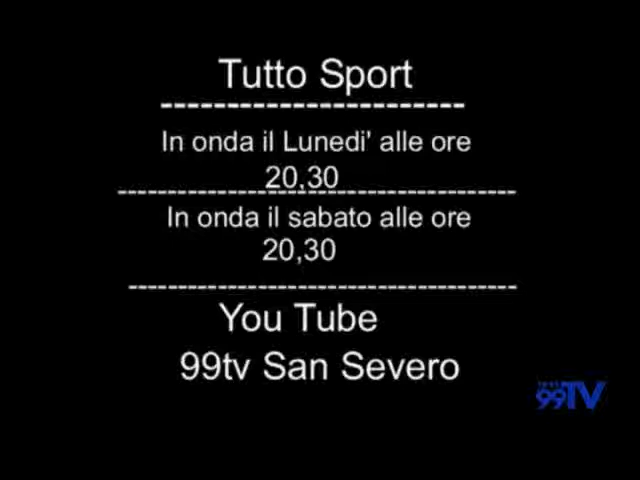 Tutto Sport
-----------------------
In onda il Lunedi' alle ore
20,30
----------------------------------------
In onda il sabato alle ore
20,30
---------------------------------------
You Tube
99tv San Severo
99TV